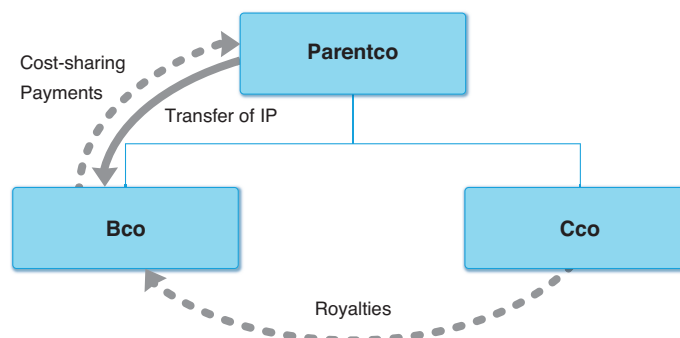 Parentco
Cost-sharing
Payments
Transfer of IP
Bco
Cco
Royalties